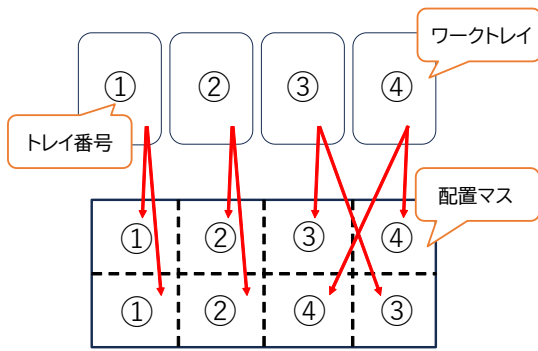 ワークトレイ
① ② ③ ④
トレイ番号
配置マス
① ② ③ ④
① ② ④ ③